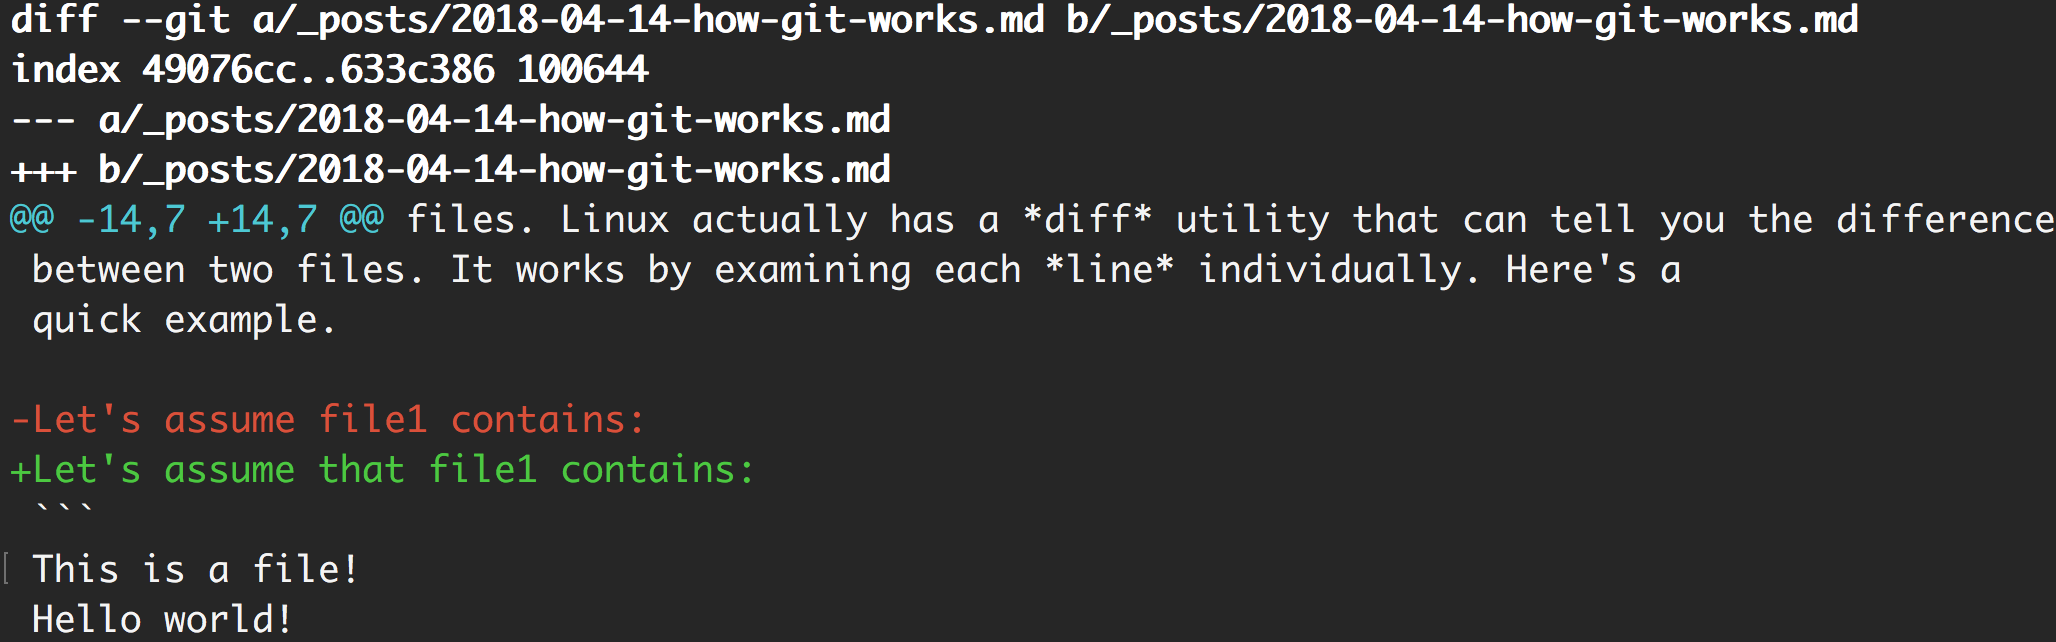 diff --git a/_posts/2018-04-14-how-git-works.md b/_posts/2018-04-14-how-git-works.md
index 49076cc..633c386 100644
--- a/_posts/2018-04-14-how-git-works.md
+++ b/_posts/2018-04-14-how-git-works.md
@@ -14,7 +14,7 @@ files. Linux actually has a *diff* utility that can tell you the difference
 between two files. It works by examining each *line* individually. Here's a
 quick example.

-Let's assume file1 contains:
+Let's assume that file1 contains:
 ```
 This is a file!
 Hello world!